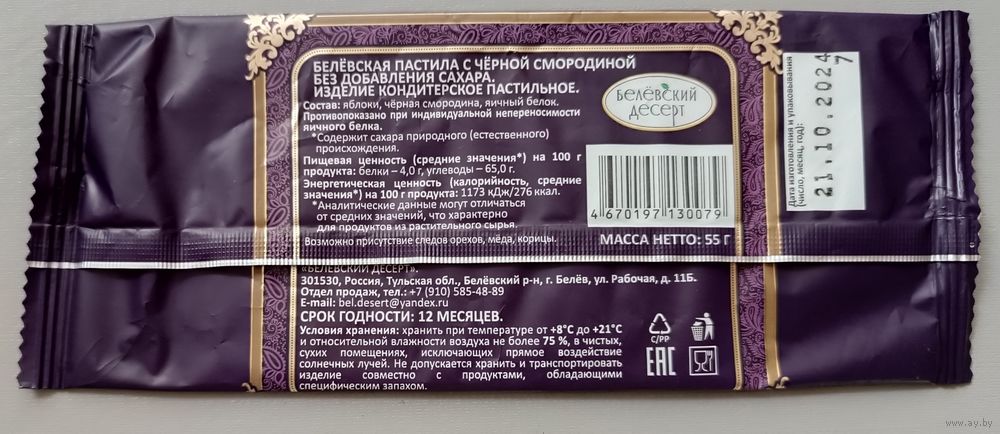 БЕЛЁВСКАЯ ПАСТИЛА С ЧЁРНОЙ СМОРОДИНОЙ
БЕЗ ДОБАВЛЕНИЯ САХАРА.
ИЗДЕЛИЕ КОНДИТЕРСКОЕ ПАСТИЛЬНОЕ.
Состав: яблоки, чёрная смородина, яичный белок.
Противопоказано при индивидуальной непереносимости
яичного белка.
*Содержит сахара природного (естественного)
происхождения.
Пищевая ценность (средние значения*) на 100 г
продукта: белки – 4,0 г, углеводы – 65,0 г.
Энергетическая ценность (калорийность, средние
значения*) на 100 г продукта: 1173 кДж/276 ккал.
*Аналитические данные могут отличаться
от средних значений, что характерно
для продуктов из растительного сырья.
Возможно присутствие следов орехов, мёда, корицы.
«БЕЛЁВСКИЙ ДЕСЕРТ».
301530, Россия, Тульская обл., Белёвский р-н, г. Белёв, ул. Рабочая, д. 11Б.
Отдел продаж, тел.: +7 (910) 585-48-89
E-mail: bel.desert@yandex.ru
СРОК ГОДНОСТИ: 12 МЕСЯЦЕВ.
Условия хранения: хранить при температуре от +8°С до +21°С
и относительной влажности воздуха не более 75 %, в чистых,
сухих помещениях, исключающих прямое воздействие
солнечных лучей. Не допускается хранить и транспортировать
изделие совместно с продуктами, обладающими
специфическим запахом.
БЕЛЁВСКИЙ
ДЕСЕРТ
4 670197 130079
МАССА НЕТТО: 55 Г
C/PP
EAC
Дата изготовления и упаковывания
(число, месяц, год):
21.10.2024
7
www.ay.by